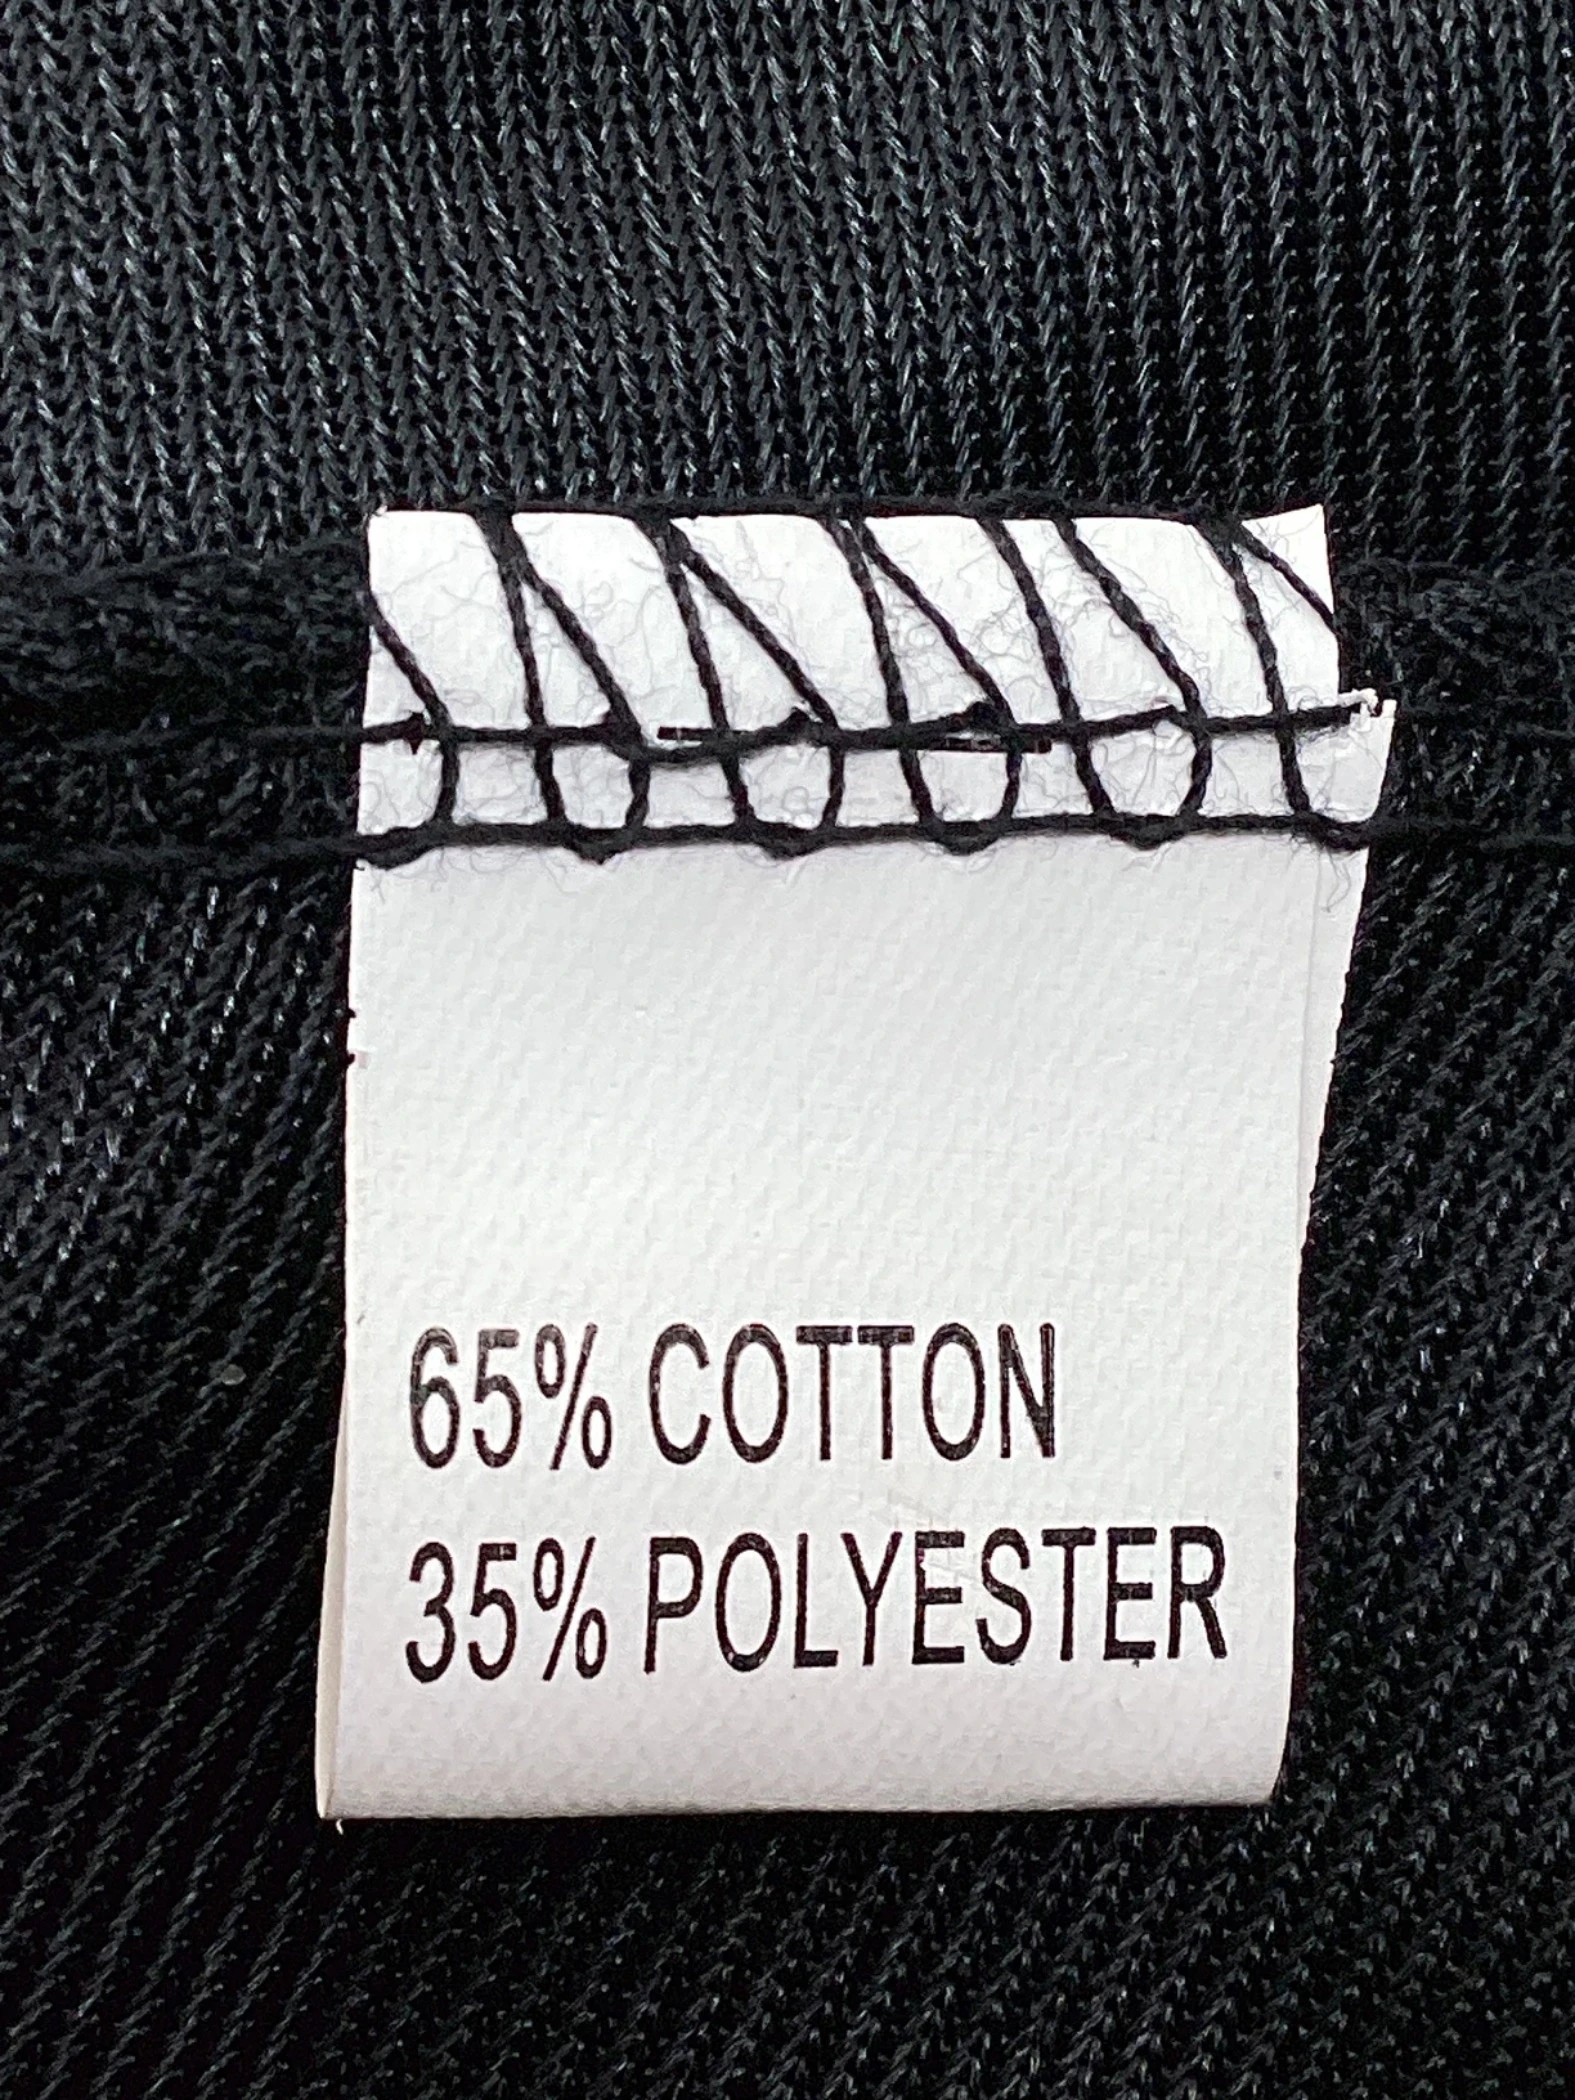 65% COTTON
35% POLYESTER